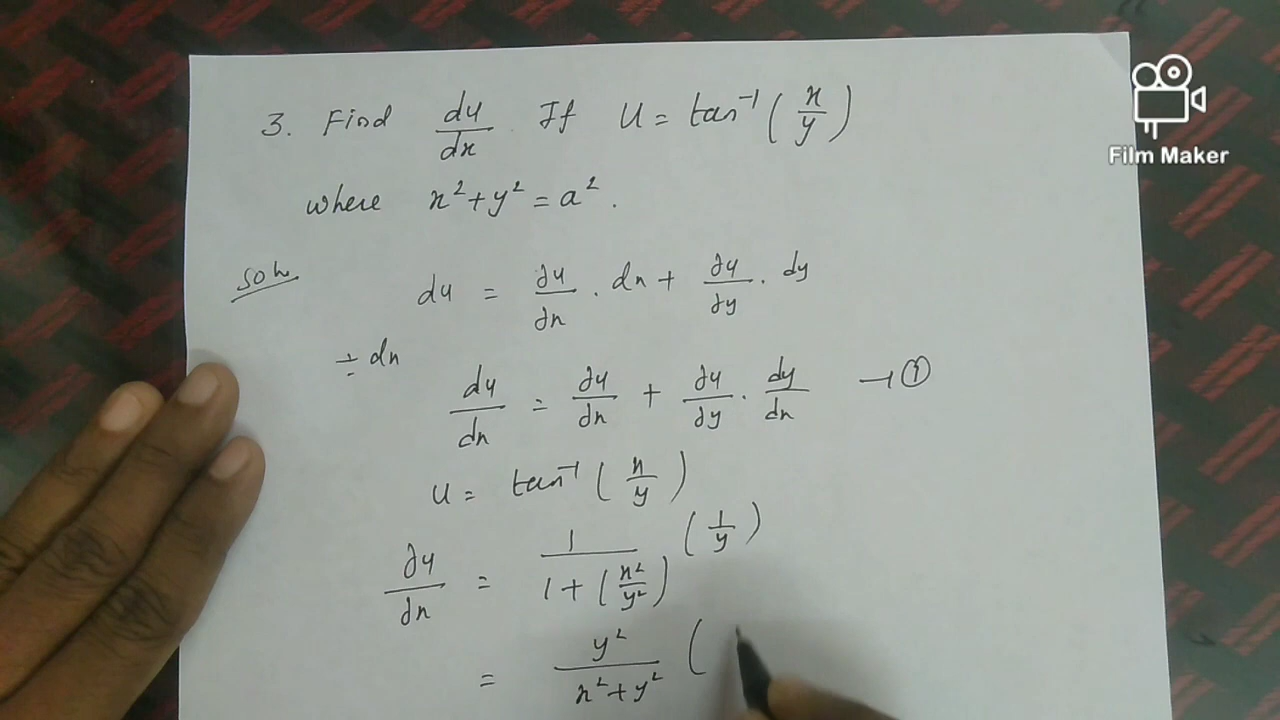 3. Find du/dx. If u = tan⁻¹(x/y)
where x²+y² = a².
Soln
du = ∂u/∂x . dx + ∂u/∂y . dy
÷ dx
du/dx = ∂u/∂x + ∂u/∂y . dy/dx → ①
u = tan⁻¹(x/y)
∂u/∂x = 1/(1+(x²/y²)) (1/y)
= y²/(x²+y²) (
Film Maker